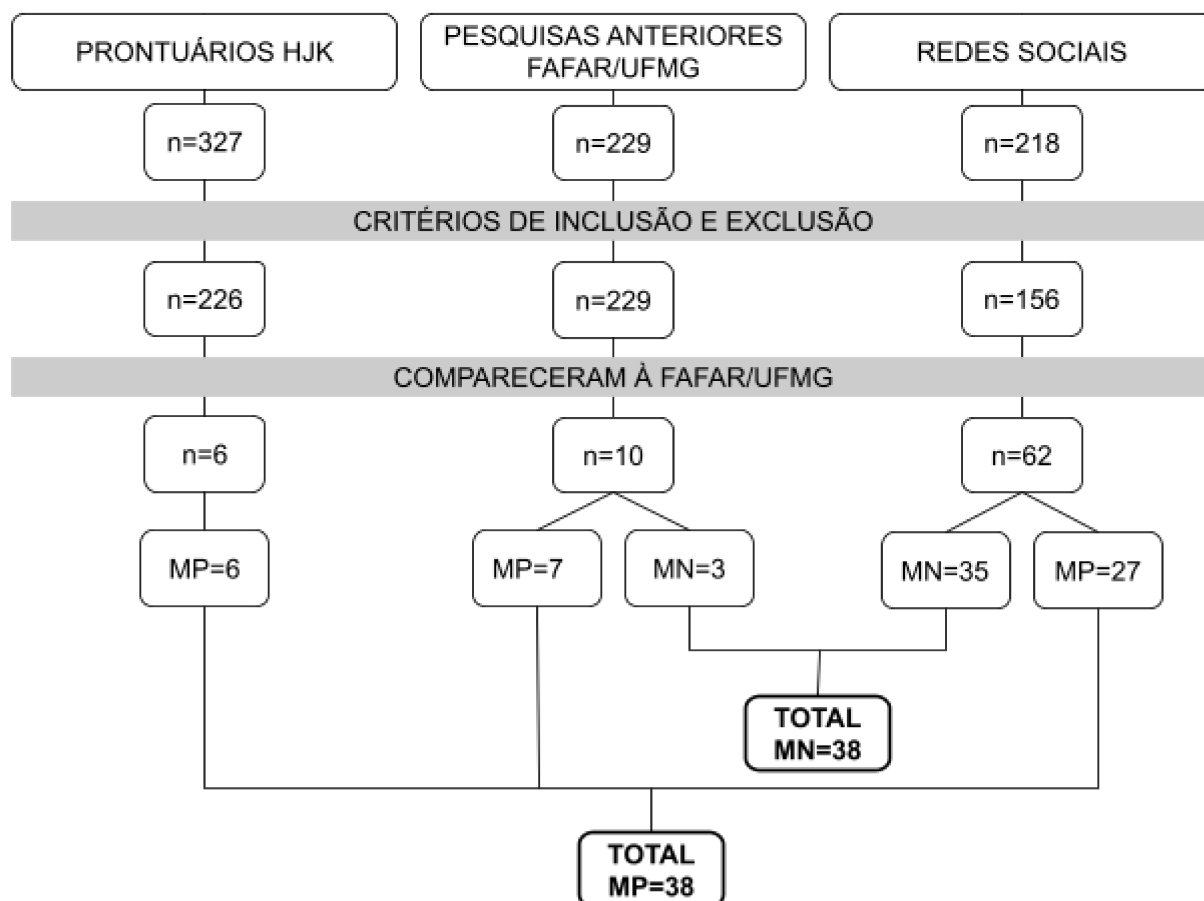 PRONTUÁRIOS HJK
PESQUISAS ANTERIORES
FAFAR/UFMG
REDES SOCIAIS
n=327
n=229
n=218
CRITÉRIOS DE INCLUSÃO E EXCLUSÃO
n=226
n=229
n=156
COMPARECERAM À FAFAR/UFMG
n=6
n=10
n=62
MP=6
MP=7
MN=3
MN=35
MP=27
TOTAL
MN=38
TOTAL
MP=38